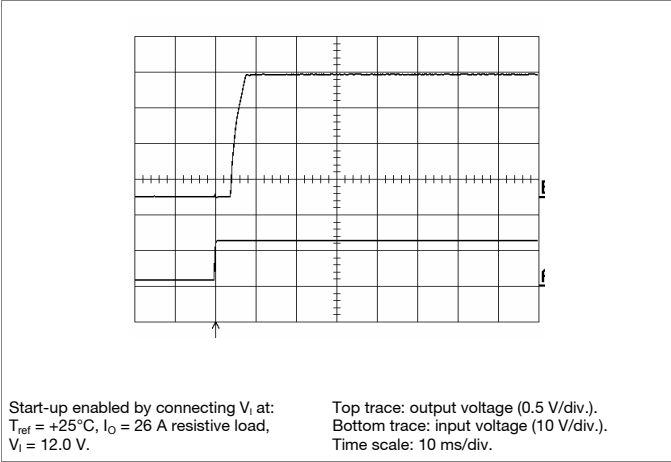 Start-up enabled by connecting VI at:
Tref = +25°C, IO = 26 A resistive load,
VI = 12.0 V.
Top trace: output voltage (0.5 V/div.).
Bottom trace: input voltage (10 V/div.).
Time scale: 10 ms/div.